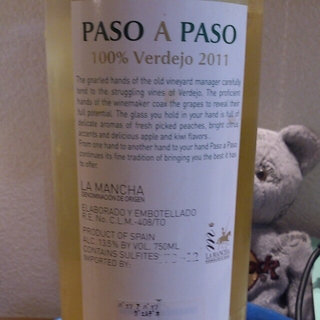 PASO A PASO
100% Verdejo 2011
The gnarled hands of the old vineyard manager carefully
tend to the struggling vines of Verdejo. The proficient
hands of the winemaker coax the grapes to reveal their
full potential. The glass you hold in your hand is full of
delicate aromas of fresh picked peaches, bright citrus
accents and delicious apple and kiwi flavors.
From one hand to another hand to your hand Paso a Paso
continues its fine tradition of bringing you the best it has
to
LA MANCHA
DENOMINACIÓN DE ORIGEN
ELABORADO Y EMBOTELLADO
R.E. No. C.L.M.-408/TO
PRODUCT OF SPAIN
ALC. 13,5% BY VOL. 750ML
CONTAINS SULFITES
IMPORTED BY:
LA MANCHA